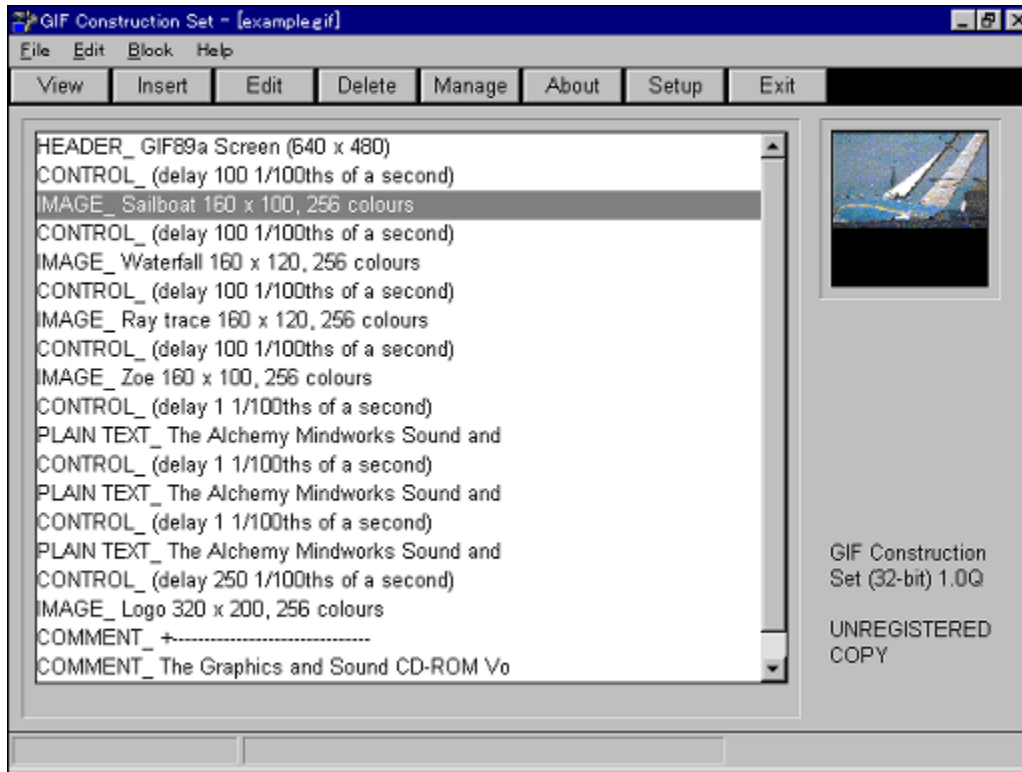 GIF Construction Set - [example.gif]
File Edit Block Help
View Insert Edit Delete Manage About Setup Exit
HEADER_ GIF89a Screen (640 x 480)
CONTROL_ (delay 100 1/100ths of a second)
IMAGE_ Sailboat 160 x 100, 256 colours
CONTROL_ (delay 100 1/100ths of a second)
IMAGE_ Waterfall 160 x 120, 256 colours
CONTROL_ (delay 100 1/100ths of a second)
IMAGE_ Ray trace 160 x 120, 256 colours
CONTROL_ (delay 100 1/100ths of a second)
IMAGE_ Zoe 160 x 100, 256 colours
CONTROL_ (delay 1 1/100ths of a second)
PLAIN TEXT_ The Alchemy Mindworks Sound and
CONTROL_ (delay 1 1/100ths of a second)
PLAIN TEXT_ The Alchemy Mindworks Sound and
CONTROL_ (delay 1 1/100ths of a second)
PLAIN TEXT_ The Alchemy Mindworks Sound and
CONTROL_ (delay 250 1/100ths of a second)
IMAGE_ Logo 320 x 200, 256 colours
COMMENT_ +-------------------------------
COMMENT_ The Graphics and Sound CD-ROM Vo
GIF Construction
Set (32-bit) 1.0Q
UNREGISTERED
COPY